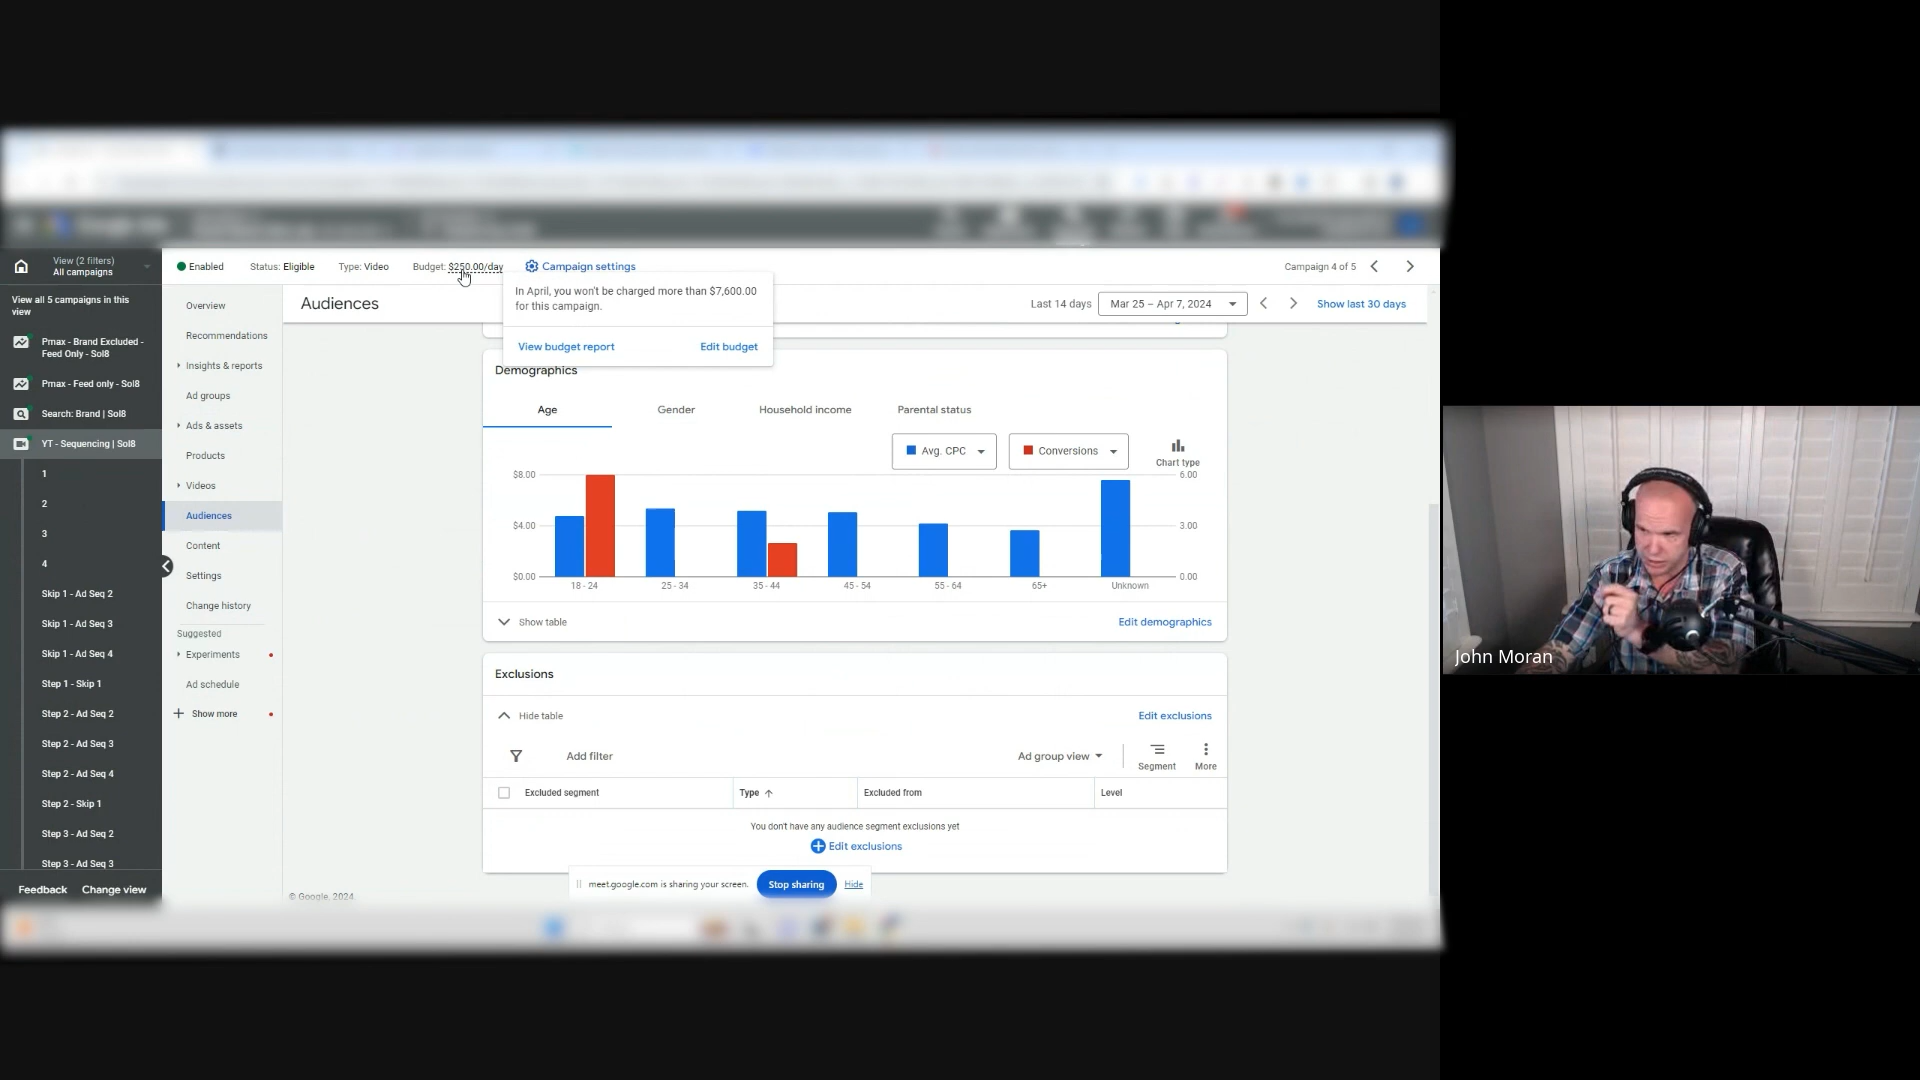 View (2 filters)
All campaigns
Enabled
Status: Eligible
Type: Video
Budget: $250.00/day
Campaign settings
Campaign 4 of 5
View all 5 campaigns in this
view
Pmax - Brand Excluded -
Feed Only - Sol8
Pmax - Feed only - Sol8
Search: Brand | Sol8
YT - Sequencing | Sol8
1
2
3
4
Skip 1 - Ad Seq 2
Skip 1 - Ad Seq 3
Skip 1 - Ad Seq 4
Step 1 - Skip 1
Step 2 - Ad Seq 2
Step 2 - Ad Seq 3
Step 2 - Ad Seq 4
Step 2 - Skip 1
Step 3 - Ad Seq 2
Step 3 - Ad Seq 3
Feedback
Change view
Overview
Recommendations
Insights & reports
Ad groups
Ads & assets
Products
Videos
Audiences
Content
Settings
Change history
Suggested
Experiments
Ad schedule
Show more
Audiences
Last 14 days
Mar 25 – Apr 7, 2024
Show last 30 days
In April, you won't be charged more than $7,600.00
for this campaign.
View budget report
Edit budget
Demographics
Age
Gender
Household income
Parental status
Avg. CPC
Conversions
Chart type
$8.00
6.00
$4.00
3.00
$0.00
0.00
18 - 24
25 - 34
35 - 44
45 - 54
55 - 64
65+
Unknown
Show table
Edit demographics
Exclusions
Hide table
Edit exclusions
Add filter
Ad group view
Segment
More
Excluded segment
Type
Excluded from
Level
You don't have any audience segment exclusions yet
Edit exclusions
meet.google.com is sharing your screen.
Stop sharing
Hide
© Google, 2024.
John Moran